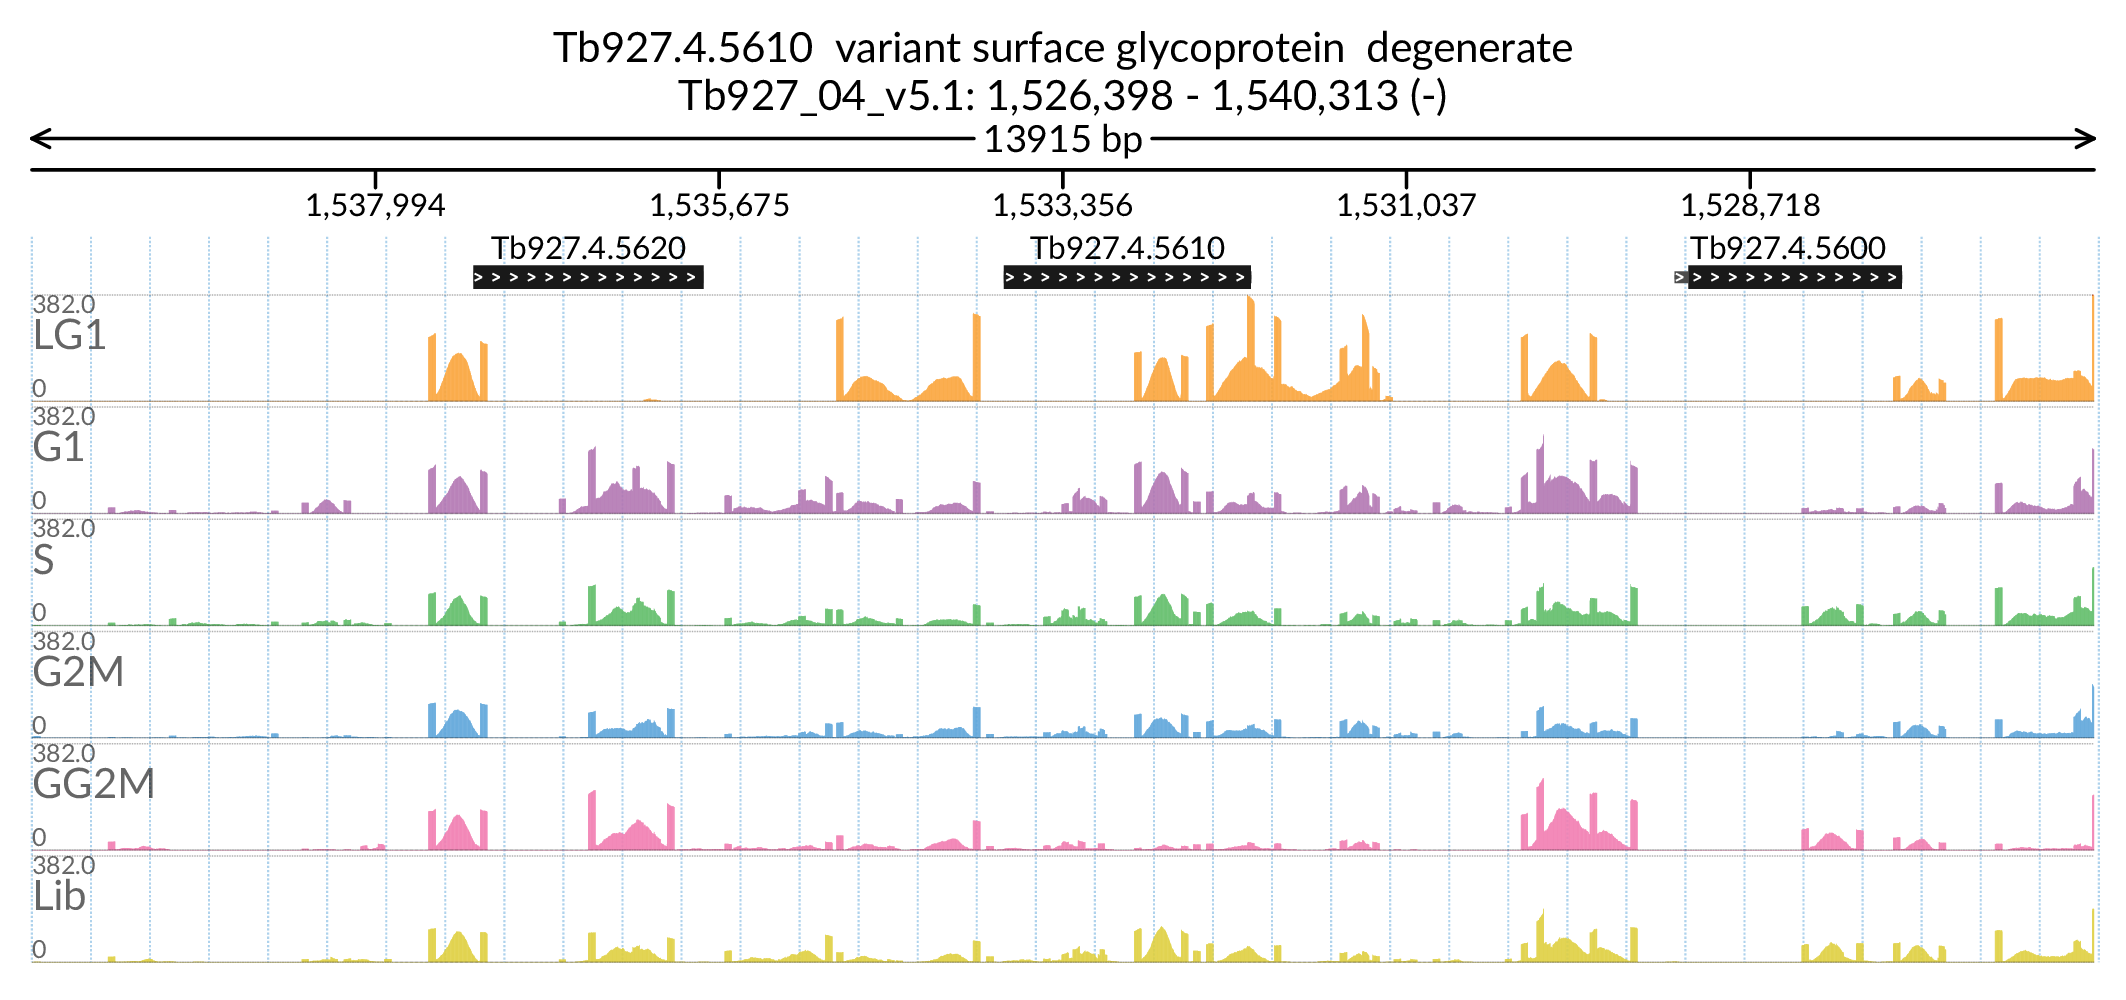 Tb927.4.5610  variant surface glycoprotein  degenerate
Tb927_04_v5.1: 1,526,398 - 1,540,313 (-)
13915 bp
1,537,994 1,535,675 1,533,356 1,531,037 1,528,718
Tb927.4.5620 Tb927.4.5610 Tb927.4.5600
382.0
LG1
0
382.0
G1
0
382.0
S
0
382.0
G2M
0
382.0
GG2M
0
382.0
Lib
0